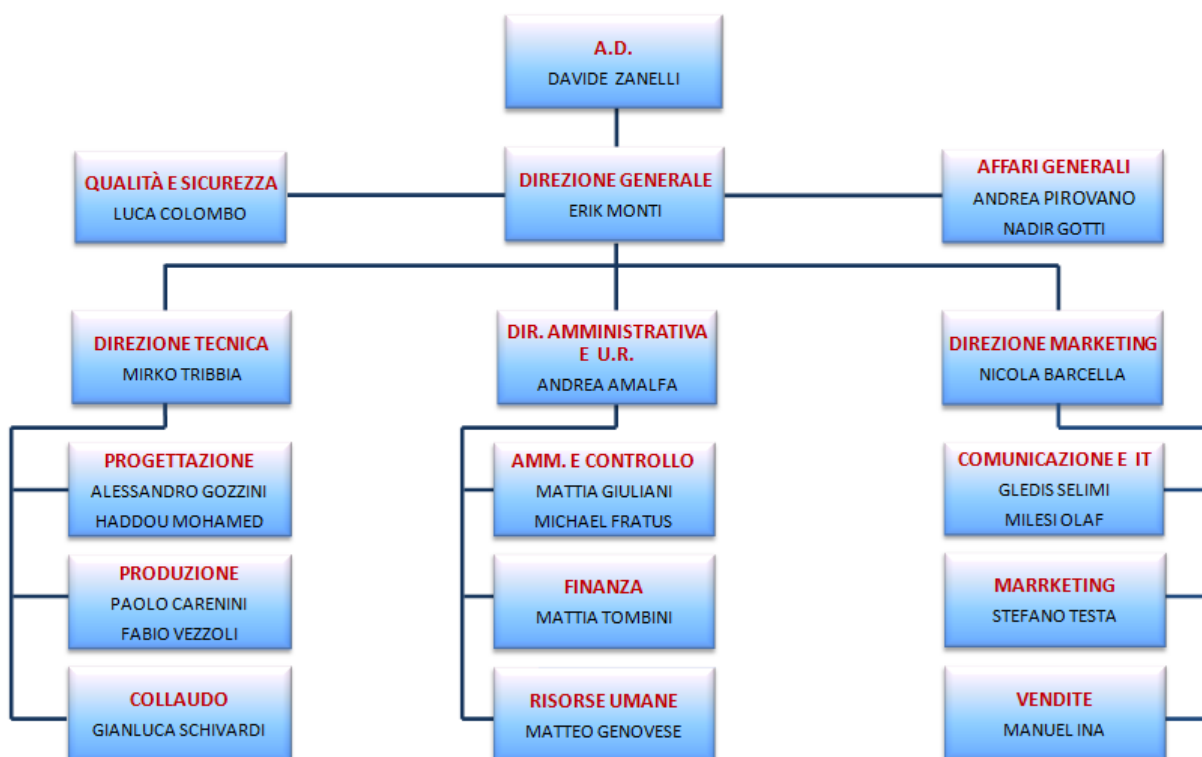 A.D.
DAVIDE ZANELLI
QUALITÀ E SICUREZZA
LUCA COLOMBO
DIREZIONE GENERALE
ERIK MONTI
AFFARI GENERALI
ANDREA PIROVANO
NADIR GOTTI
DIREZIONE TECNICA
MIRKO TRIBBIA
DIR. AMMINISTRATIVA
E U.R.
ANDREA AMALFA
DIREZIONE MARKETING
NICOLA BARCELLA
PROGETTAZIONE
ALESSANDRO GOZZINI
HADDOU MOHAMED
AMM. E CONTROLLO
MATTIA GIULIANI
MICHAEL FRATUS
COMUNICAZIONE E IT
GLEDIS SELIMI
MILESI OLAF
PRODUZIONE
PAOLO CARENINI
FABIO VEZZOLI
FINANZA
MATTIA TOMBINI
MARRKETING
STEFANO TESTA
COLLAUDO
GIANLUCA SCHIVARDI
RISORSE UMANE
MATTEO GENOVESE
VENDITE
MANUEL INA